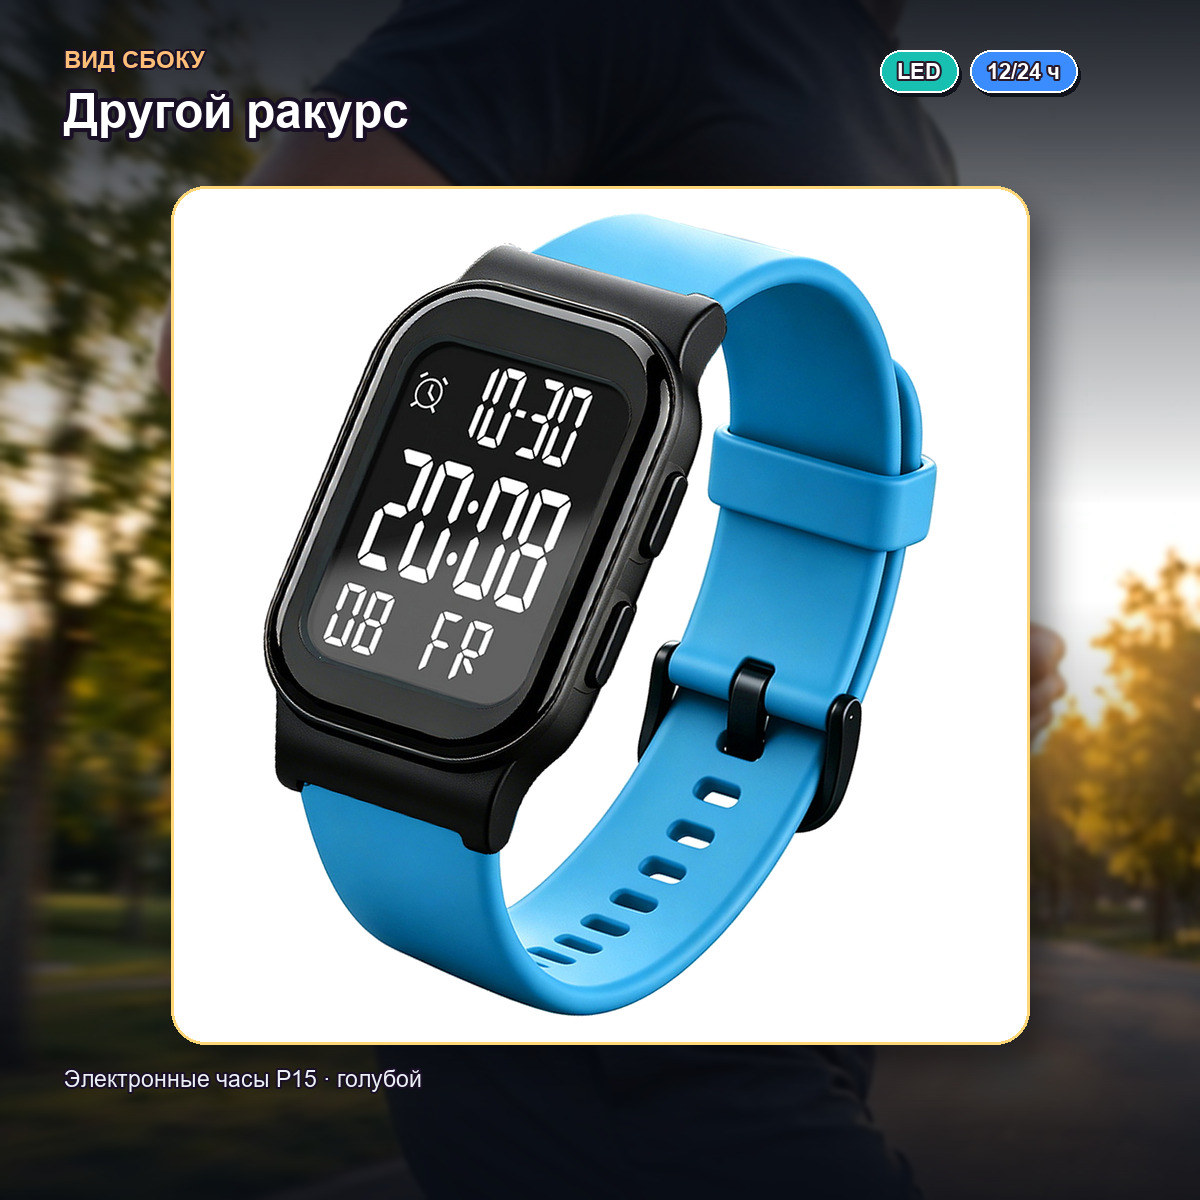 ВИД СБОКУ
Другой ракурс
LED
12/24 ч
10-30
20:08
08 FR
Электронные часы P15 · голубой